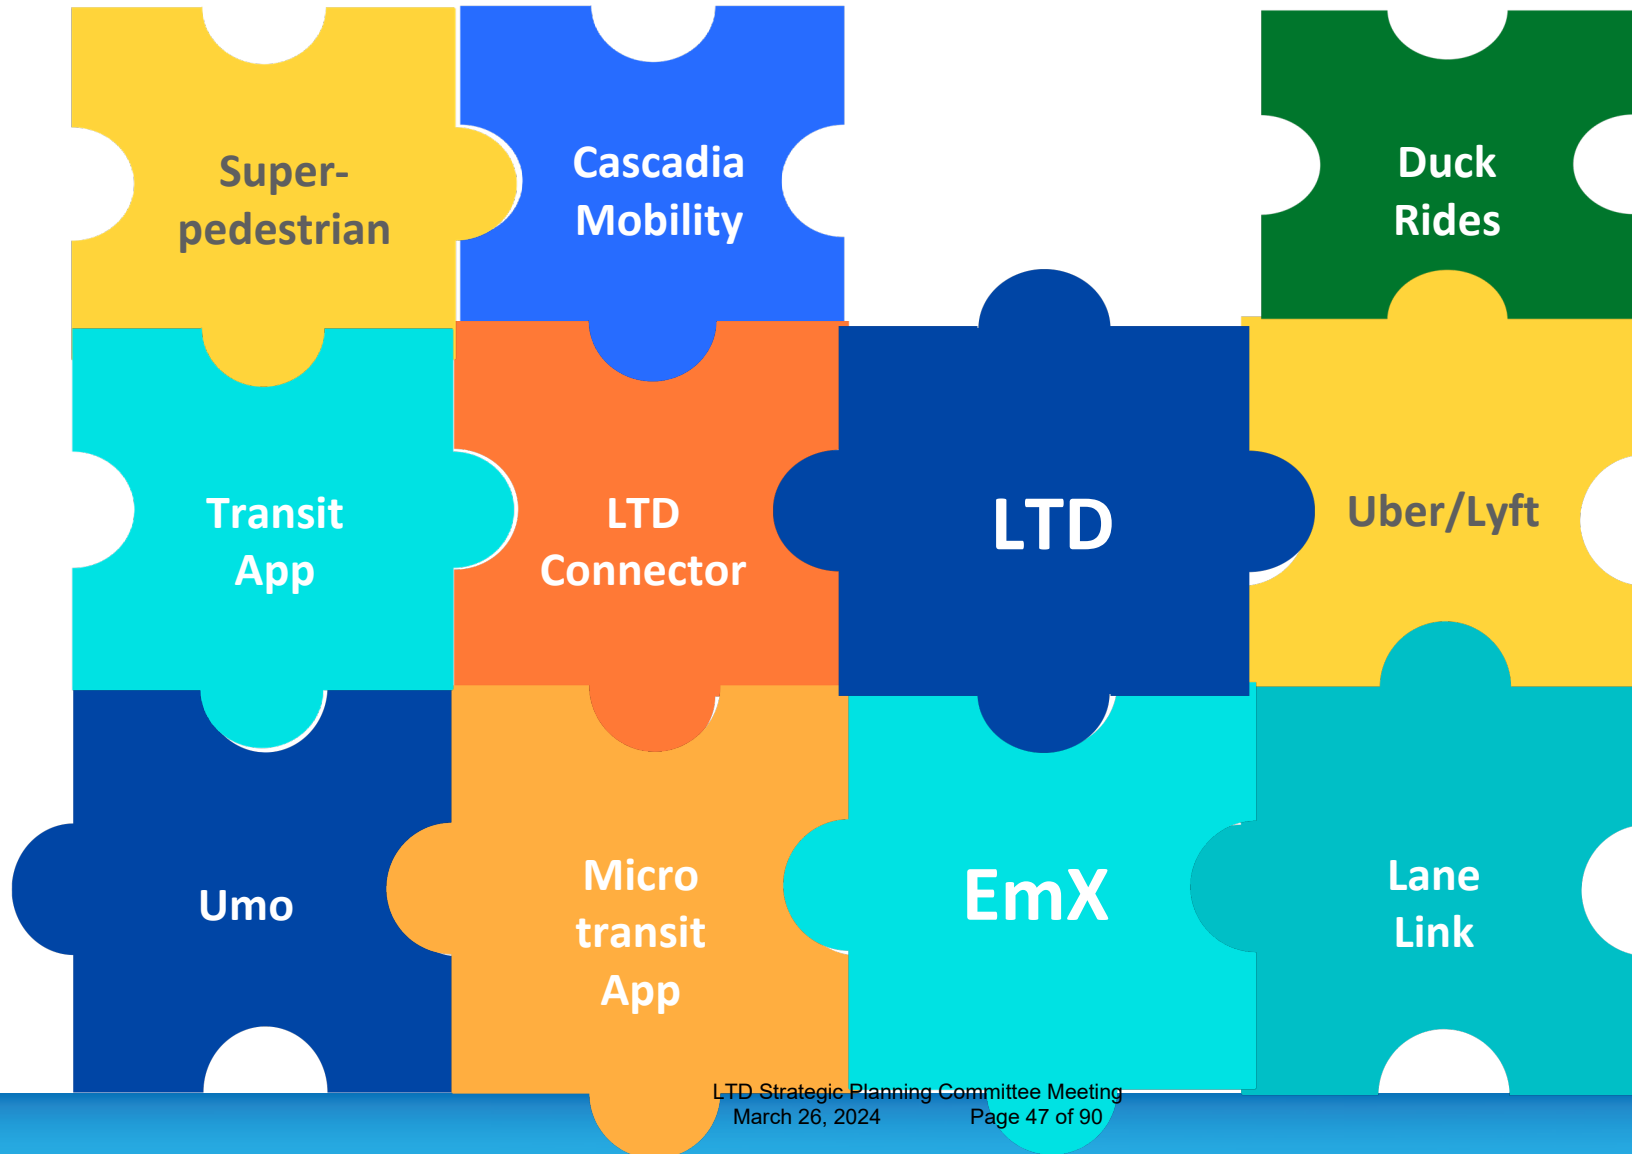 Super-
pedestrian
Cascadia
Mobility
Duck
Rides
Transit
App
LTD
Connector
LTD
Uber/Lyft
Umo
Micro
transit
App
EmX
Lane
Link
LTD Strategic Planning Committee Meeting
March 26, 2024 Page 47 of 90